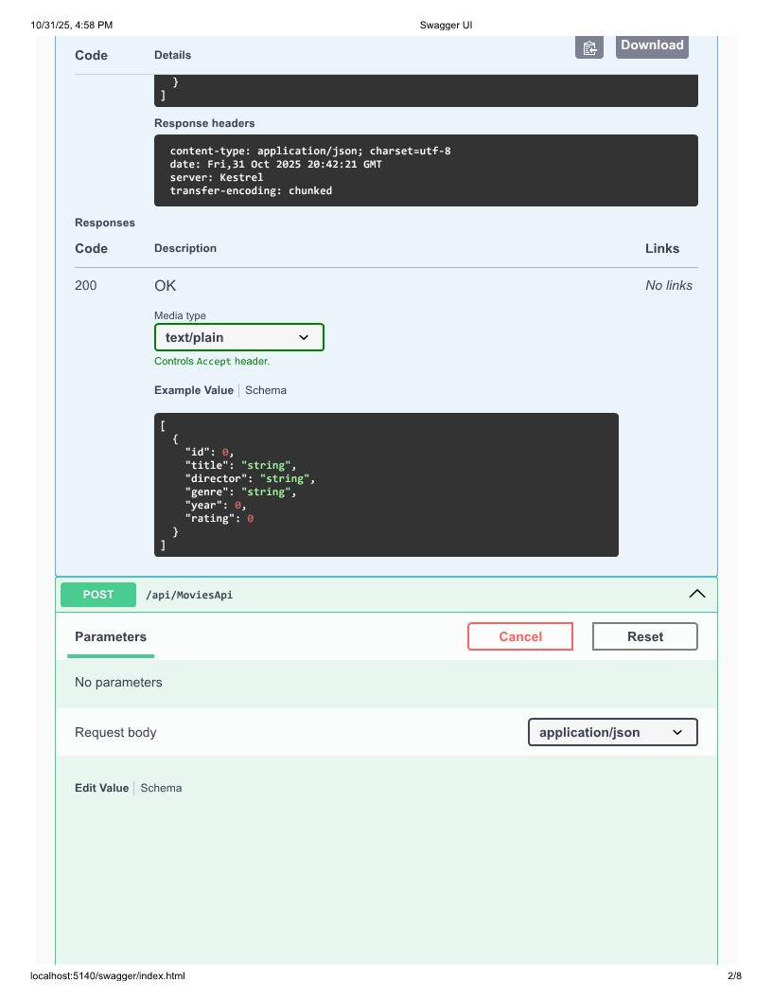 10/31/25, 4:58 PM Swagger UI
Download
Code Details
}
]
Response headers
content-type: application/json; charset=utf-8
date: Fri,31 Oct 2025 20:42:21 GMT
server: Kestrel
transfer-encoding: chunked
Responses
Code Description Links
200 OK No links
Media type
text/plain
Controls Accept header.
Example Value Schema
[
{
"id": 0,
"title": "string",
"director": "string",
"genre": "string",
"year": 0,
"rating": 0
}
]
POST /api/MoviesApi
Parameters Cancel Reset
No parameters
Request body application/json
Edit Value Schema
localhost:5140/swagger/index.html 2/8